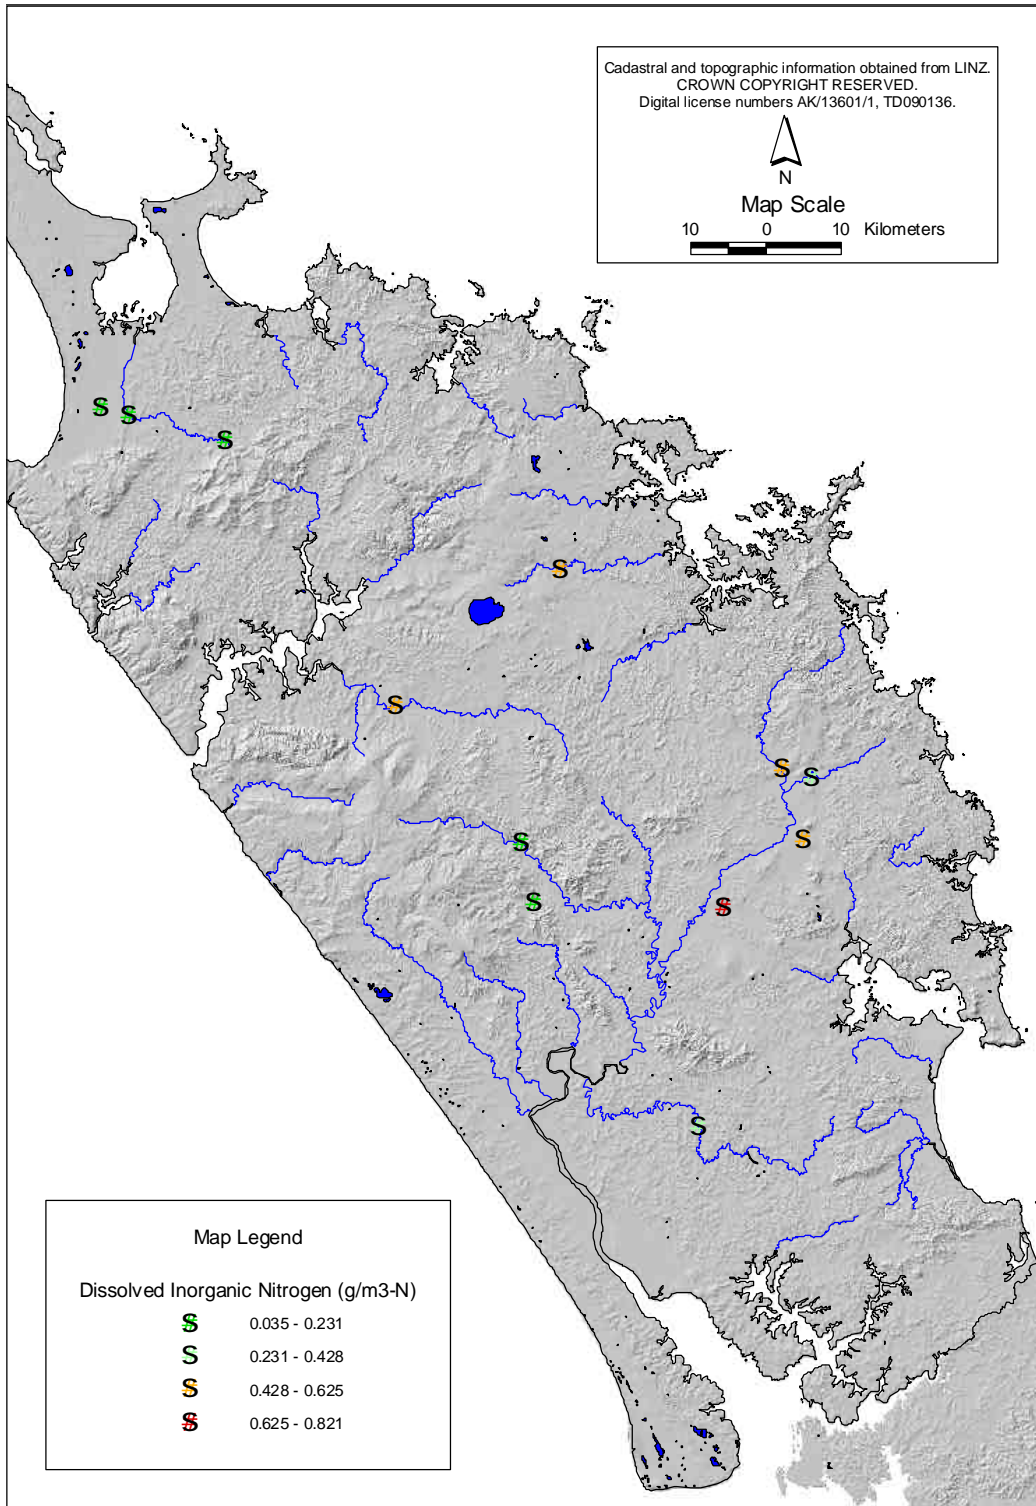 Cadastral and topographic information obtained from LINZ.
CROWN COPYRIGHT RESERVED.
Digital license numbers AK/13601/1, TD090136.
N
Map Scale
10 0 10 Kilometers
S
S
S
S
S
S
S
S
S
S
S
S
Map Legend
Dissolved Inorganic Nitrogen (g/m3-N)
S 0.035 - 0.231
S 0.231 - 0.428
S 0.428 - 0.625
S 0.625 - 0.821